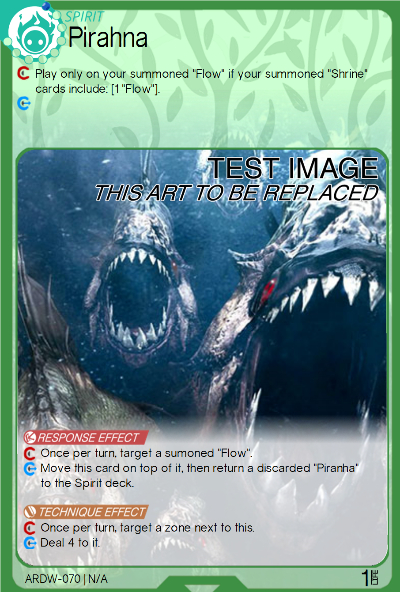 SPIRIT
Pirahna
Play only on your summoned "Flow" if your summoned "Shrine"
cards include: [1 "Flow"].
TEST IMAGE
THIS ART TO BE REPLACED
RESPONSE EFFECT
Once per turn, target a sumoned "Flow".
Move this card on top of it, then return a discarded "Piranha"
to the Spirit deck.
TECHNIQUE EFFECT
Once per turn, target a zone next to this.
Deal 4 to it.
ARDW-070 | N/A
1